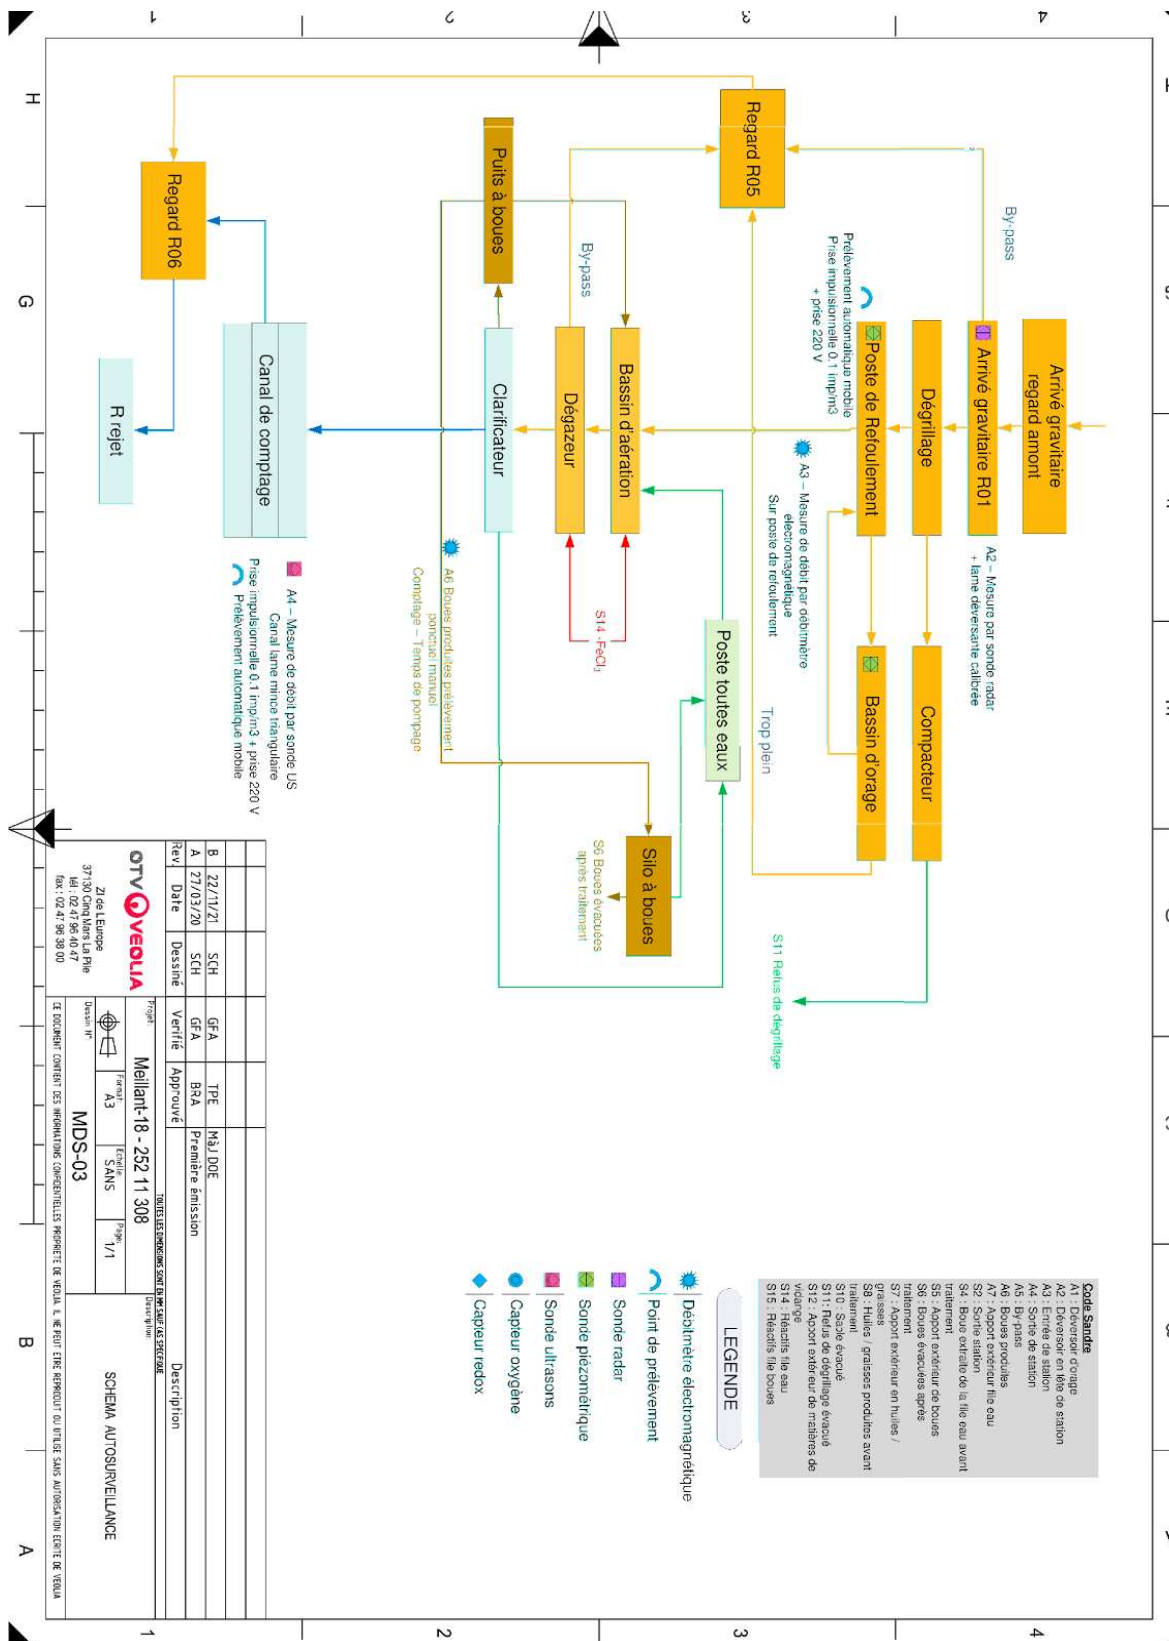 Arrivé gravitaire
regard amont
Arrivé gravitaire R01
By-pass
A2 – Mesure par sonde radar
+ lame déversante calibrée
Dégrillage
Compacteur
Poste de Refoulement
Bassin d'orage
Prélèvement automatique mobile
Prise impulsionnelle 0.1 imp/m3
+ prise 220 V
A3 – Mesure de débit par débitmètre
électromagnétique
Sur poste de refoulement
S11 Refus de dégrillage
Trop plein
Regard R05
Poste toutes eaux
Bassin d'aération
Silo à boues
By-pass
Dégazeur
S14 -FeCl3
S6 Boues évacuées
après traitement
Puits à boues
Clarificateur
A6 Boues produites prélèvement
ponctuel manuel
Comptage – Temps de pompage
Canal de comptage
A4 – Mesure de débit par sonde US
Canal lame mince triangulaire
Prise impulsionnelle 0.1 imp/m3 + prise 220 V
Prélèvement automatique mobile
Regard R06
R rejet
Code Sandre
A1 : Déversoir d'orage
A2 : Déversoir en tête de station
A3 : Entrée de station
A4 : Sortie de station
A5 : By-pass
A6 : Boues produites
A7 : Apport extérieur file eau
S2 : Sortie station
S4 : Boue extraite de la file eau avant
traitement
S5 : Apport extérieur de boues
S6 : Boues évacuées après
traitement
S7 : Apport extérieur en huiles /
graisses
S8 : Huiles / graisses produites avant
traitement
S10 : Sable évacué
S11 : Refus de dégrillage évacué
S12 : Apport extérieur de matières de
vidange
S14 : Réactifs file eau
S15 : Réactifs file boues
LEGENDE
Débitmètre électromagnétique
Point de prélèvement
Sonde radar
Sonde piézométrique
Sonde ultrasons
Capteur oxygène
Capteur redox
B 22/11/21 SCH GFA TPE MàJ DOE
A 27/03/20 SCH GFA BRA Première émission
Rev. Date Dessiné Verifié Approuvé Description
TOUTES LES DIMENSIONS SONT EN MM SAUF CAS SPECIFIQUE
OTV VEOLIA
ZI de L'Europe
37130 Cinq Mars La Pile
tél : 02 47 96 40 47
fax : 02 47 96 38 00
Projet:
Meillant-18 - 252 11 308
Description:
SCHEMA AUTOSURVEILLANCE
Format:
A3
Echelle:
SANS
Page:
1/1
Dessin N°
MDS-03
CE DOCUMENT CONTIENT DES INFORMATIONS CONFIDENTIELLES PROPRIETE DE VEOLIA. IL NE PEUT ETRE REPRODUIT OU UTILISE SANS AUTORISATION ECRITE DE VEOLIA
H
G
B
A
1
2
3
4
1
2
3
4